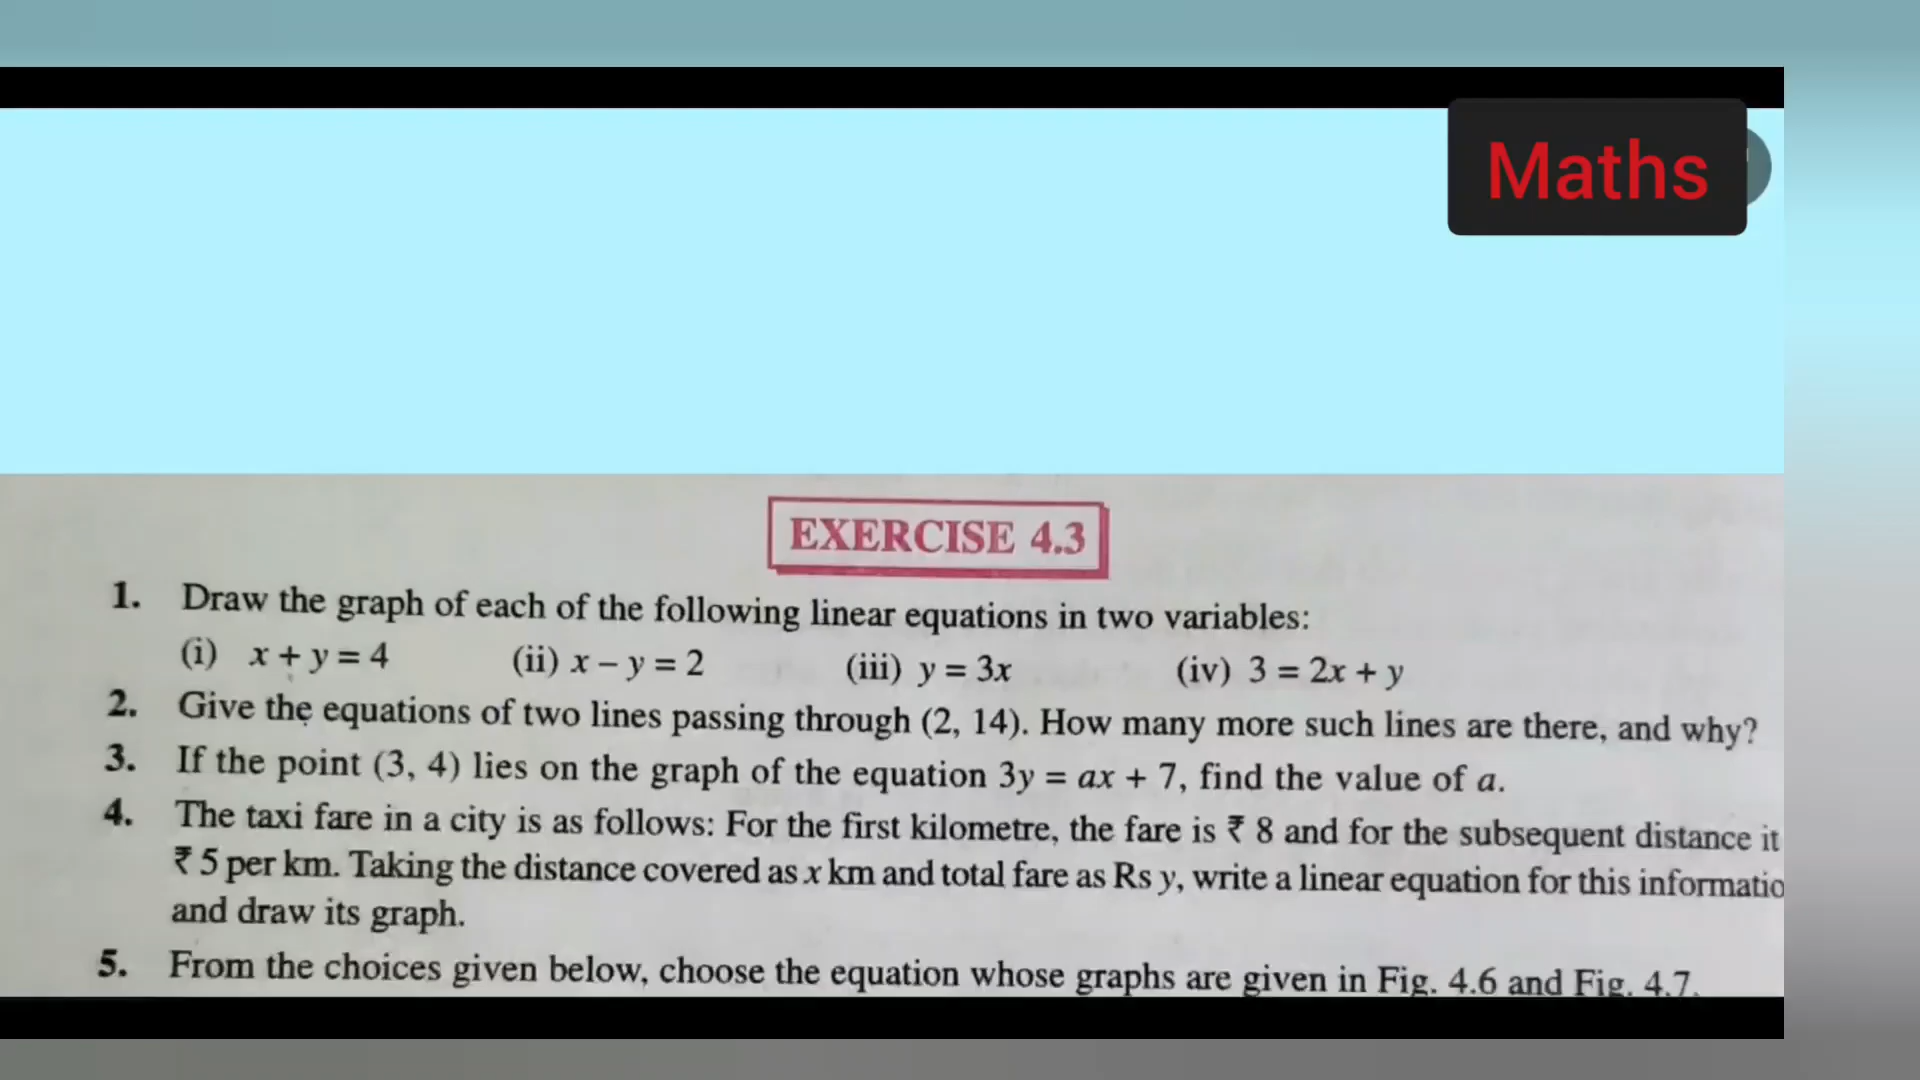 Maths
EXERCISE 4.3
1. Draw the graph of each of the following linear equations in two variables:
(i) x + y = 4 (ii) x – y = 2 (iii) y = 3x (iv) 3 = 2x + y
2. Give the equations of two lines passing through (2, 14). How many more such lines are there, and why?
3. If the point (3, 4) lies on the graph of the equation 3y = ax + 7, find the value of a.
4. The taxi fare in a city is as follows: For the first kilometre, the fare is ₹ 8 and for the subsequent distance it
₹ 5 per km. Taking the distance covered as x km and total fare as Rs y, write a linear equation for this informatio
and draw its graph.
5. From the choices given below, choose the equation whose graphs are given in Fig. 4.6 and Fig. 4.7.